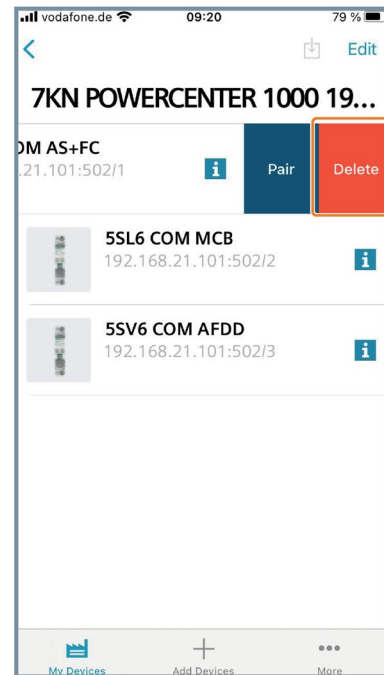 vodafone.de 09:20 79 %
Edit
7KN POWERCENTER 1000 19...
OM AS+FC
.21.101:502/1
i Pair Delete
5SL6 COM MCB
192.168.21.101:502/2
i
5SV6 COM AFDD
192.168.21.101:502/3
i
My Devices Add Devices More